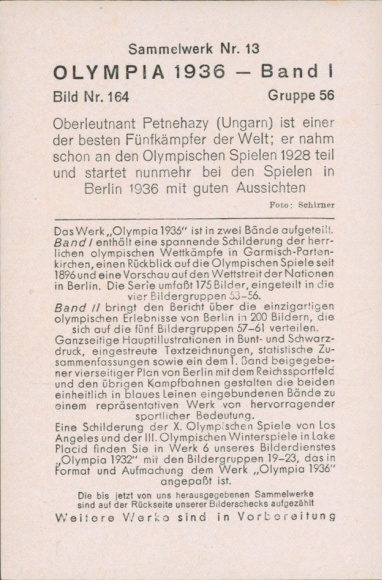 Sammelwerk Nr. 13
OLYMPIA 1936 — Band I
Bild Nr. 164 Gruppe 56
Oberleutnant Petnehazy (Ungarn) ist einer
der besten Fünfkämpfer der Welt; er nahm
schon an den Olympischen Spielen 1928 teil
und startet nunmehr bei den Spielen in
Berlin 1936 mit guten Aussichten
Foto: Schirner
Das Werk „Olympia 1936" ist in zwei Bände aufgeteilt.
Band I enthält eine spannende Schilderung der herr-
lichen olympischen Wettkämpfe in Garmisch-Parten-
kirchen, einen Rückblick auf die Olympischen Spiele seit
1896 und eine Vorschau auf den Wettstreit der Nationen
in Berlin. Die Serie umfaßt 175 Bilder, eingeteilt in die
vier Bildergruppen 53–56.
Band II bringt den Bericht über die einzigartigen
olympischen Erlebnisse von Berlin in 200 Bildern, die
sich auf die fünf Bildergruppen 57–61 verteilen.
Ganzseitige Hauptillustrationen in Bunt- und Schwarz-
druck, eingestreute Textzeichnungen, statistische Zu-
sammenfassungen sowie ein dem 1. Band beigegebe-
ner vierseitiger Plan von Berlin mit dem Reichssportfeld
und den übrigen Kampfbahnen gestalten die beiden
einheitlich in blaues Leinen eingebundenen Bände zu
einem repräsentativen Werk von hervorragender
sportlicher Bedeutung.
Eine Schilderung der X. Olympischen Spiele von Los
Angeles und der III. Olympischen Winterspiele in Lake
Placid finden Sie in Werk 6 unseres Bilderdienstes
„Olympia 1932" mit den Bildergruppen 19–23, das in
Format und Aufmachung dem Werk „Olympia 1936"
angepaßt ist.
Die bis jetzt von uns herausgegebenen Sammelwerke
sind auf der Rückseite unserer Bilderschecks aufgezählt
Weitere Werke sind in Vorbereitung